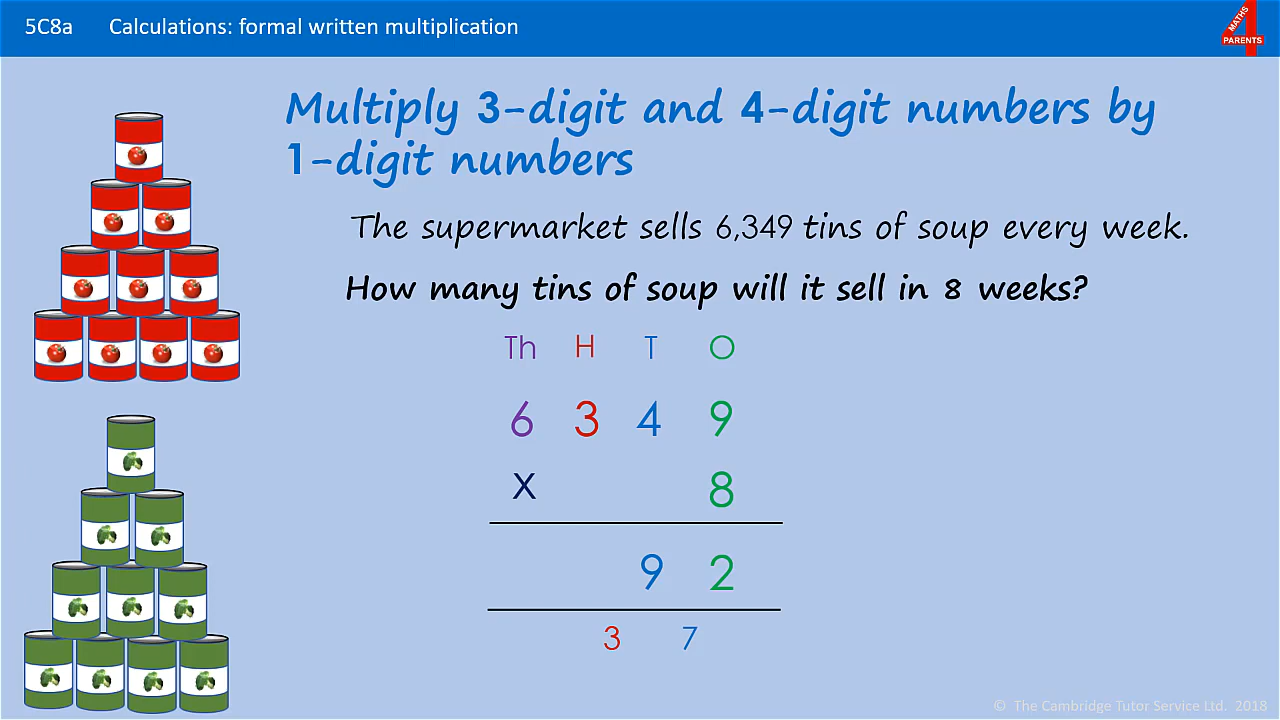 5C8a Calculations: formal written multiplication
MATHS
4
PARENTS
Multiply 3-digit and 4-digit numbers by
1-digit numbers
The supermarket sells 6,349 tins of soup every week.
How many tins of soup will it sell in 8 weeks?
Th H T O
6 3 4 9
X 8
9 2
3 7
© The Cambridge Tutor Service Ltd. 2018